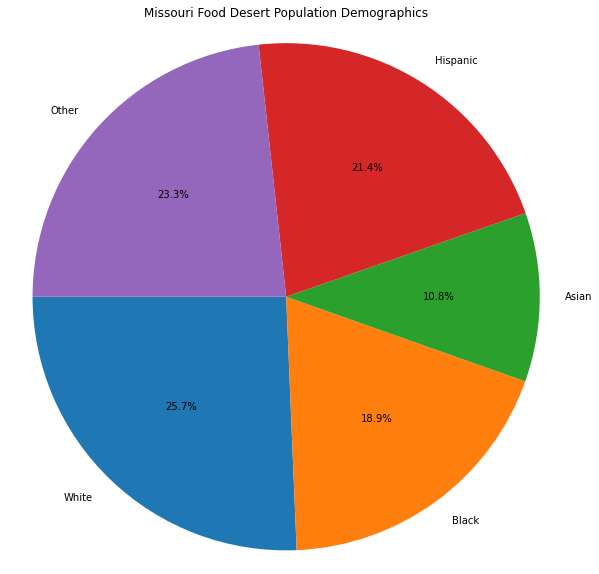 Missouri Food Desert Population Demographics
Hispanic
Other
21.4%
23.3%
Asian
10.8%
25.7%
18.9%
White
Black